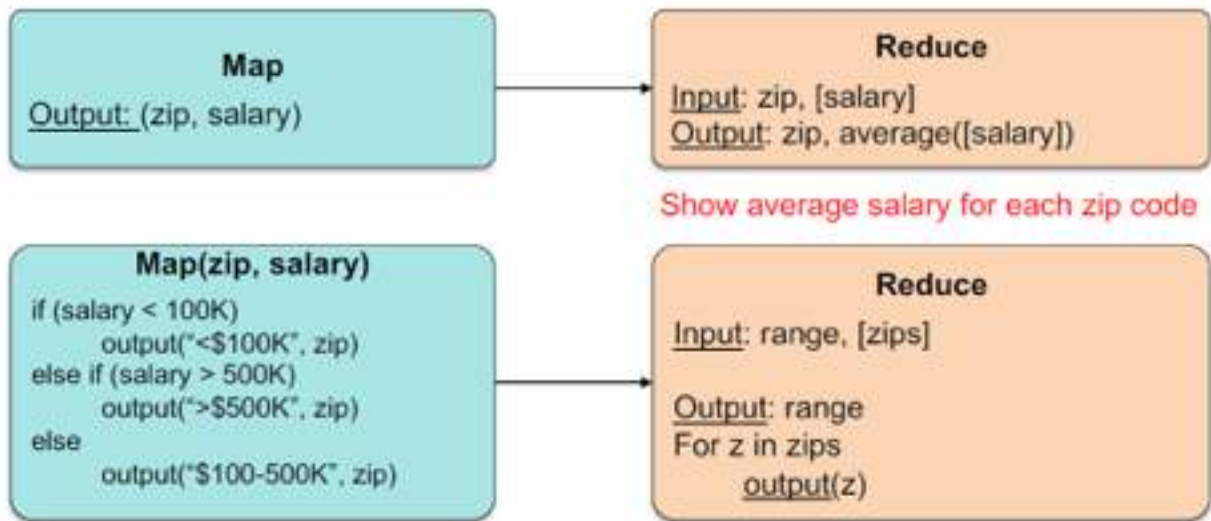 Map
Output: (zip, salary)
Reduce
Input: zip, [salary]
Output: zip, average([salary])
Show average salary for each zip code
Map(zip, salary)
if (salary < 100K)
output(“<$100K”, zip)
else if (salary > 500K)
output(“>$500K”, zip)
else
output(“$100-500K”, zip)
Reduce
Input: range, [zips]
Output: range
For z in zips
output(z)